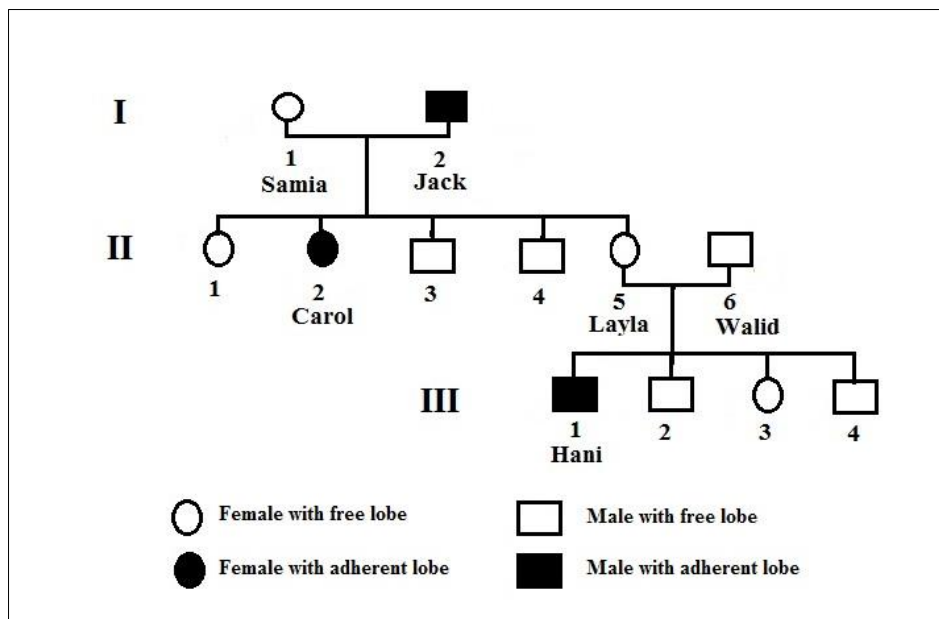 I
1 2
Samia Jack
II
1 2 3 4 5 6
Carol Layla Walid
III
1 2 3 4
Hani
Female with free lobe Male with free lobe
Female with adherent lobe Male with adherent lobe